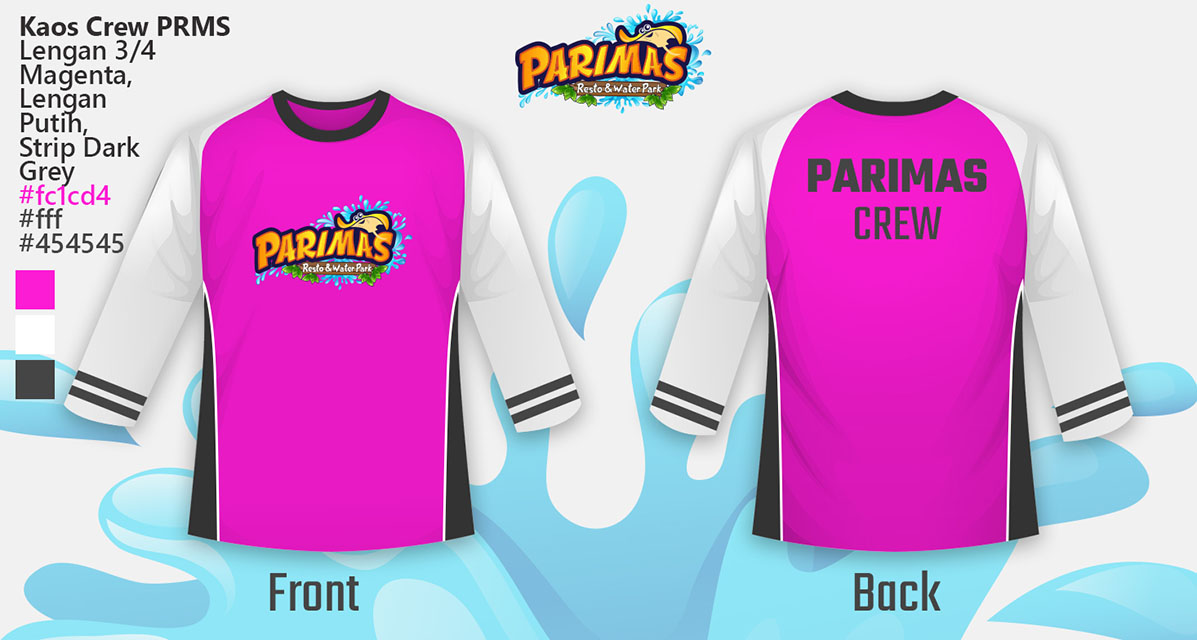 Kaos Crew PRMS
Lengan 3/4
Magenta,
Lengan
Putih,
Strip Dark
Grey
#fc1cd4
#fff
#454545
PARIMAS
Resto & Water Park
PARIMAS
Resto & Water Park
PARIMAS
CREW
Front
Back